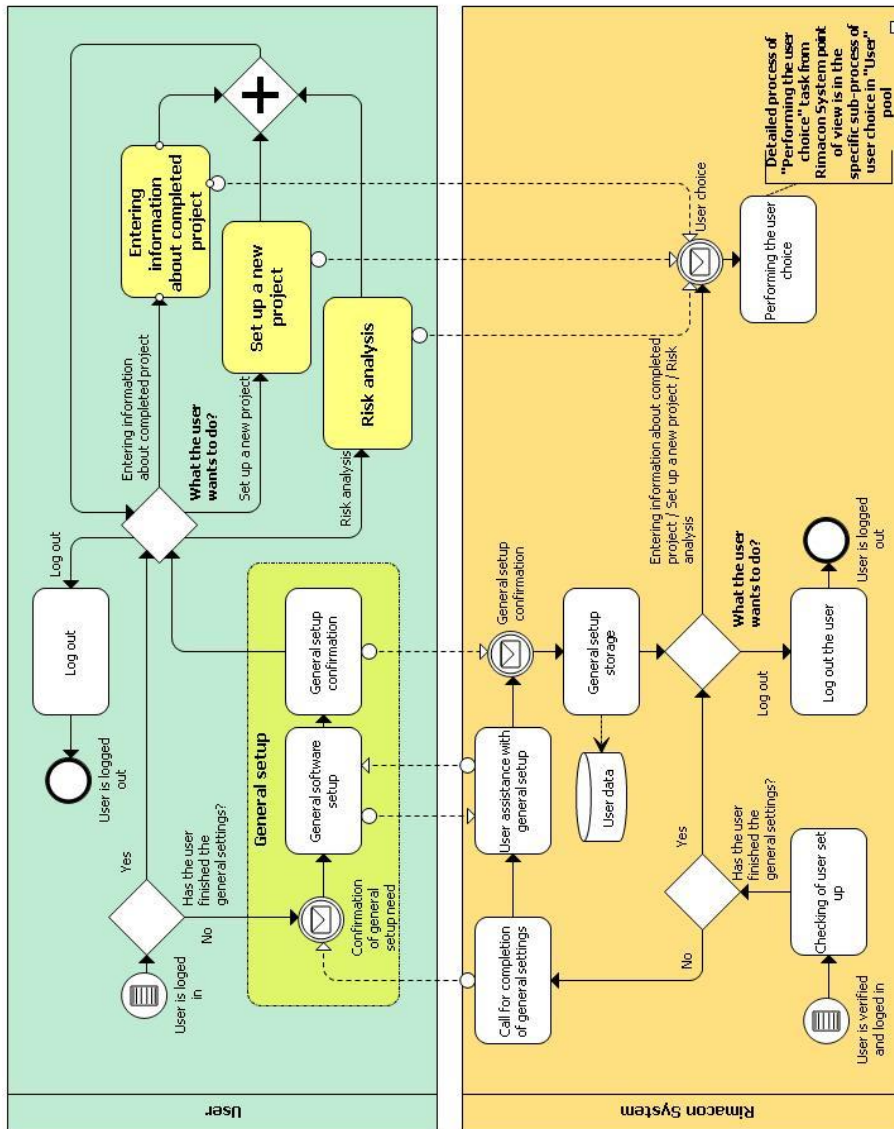 User
User is loged
in
Yes
Has the user
finished the
general settings?
No
User is logged
out
Log out
Log out
General setup
Confirmation
of general
setup need
General software
setup
General setup
confirmation
What the user
wants to do?
Entering information
about completed project
Set up a new project
Risk analysis
Entering
information
about completed
project
Set up a new
project
Risk analysis
Rimacon System
User is verified
and loged in
Checking of user set
up
Has the user
finished the
general settings?
No
Yes
Call for completion
of general settings
User assistance with
general setup
General setup
confirmation
General setup
storage
User data
What the user
wants to do?
Log out
Log out the user
User is logged
out
Entering information about completed
project / Set up a new project / Risk
analysis
User choice
Performing the user
choice
Detailed process of
"Performing the user
choice" task from
Rimacon System point
of view is in the
specific sub-process of
user choice in "User"
pool